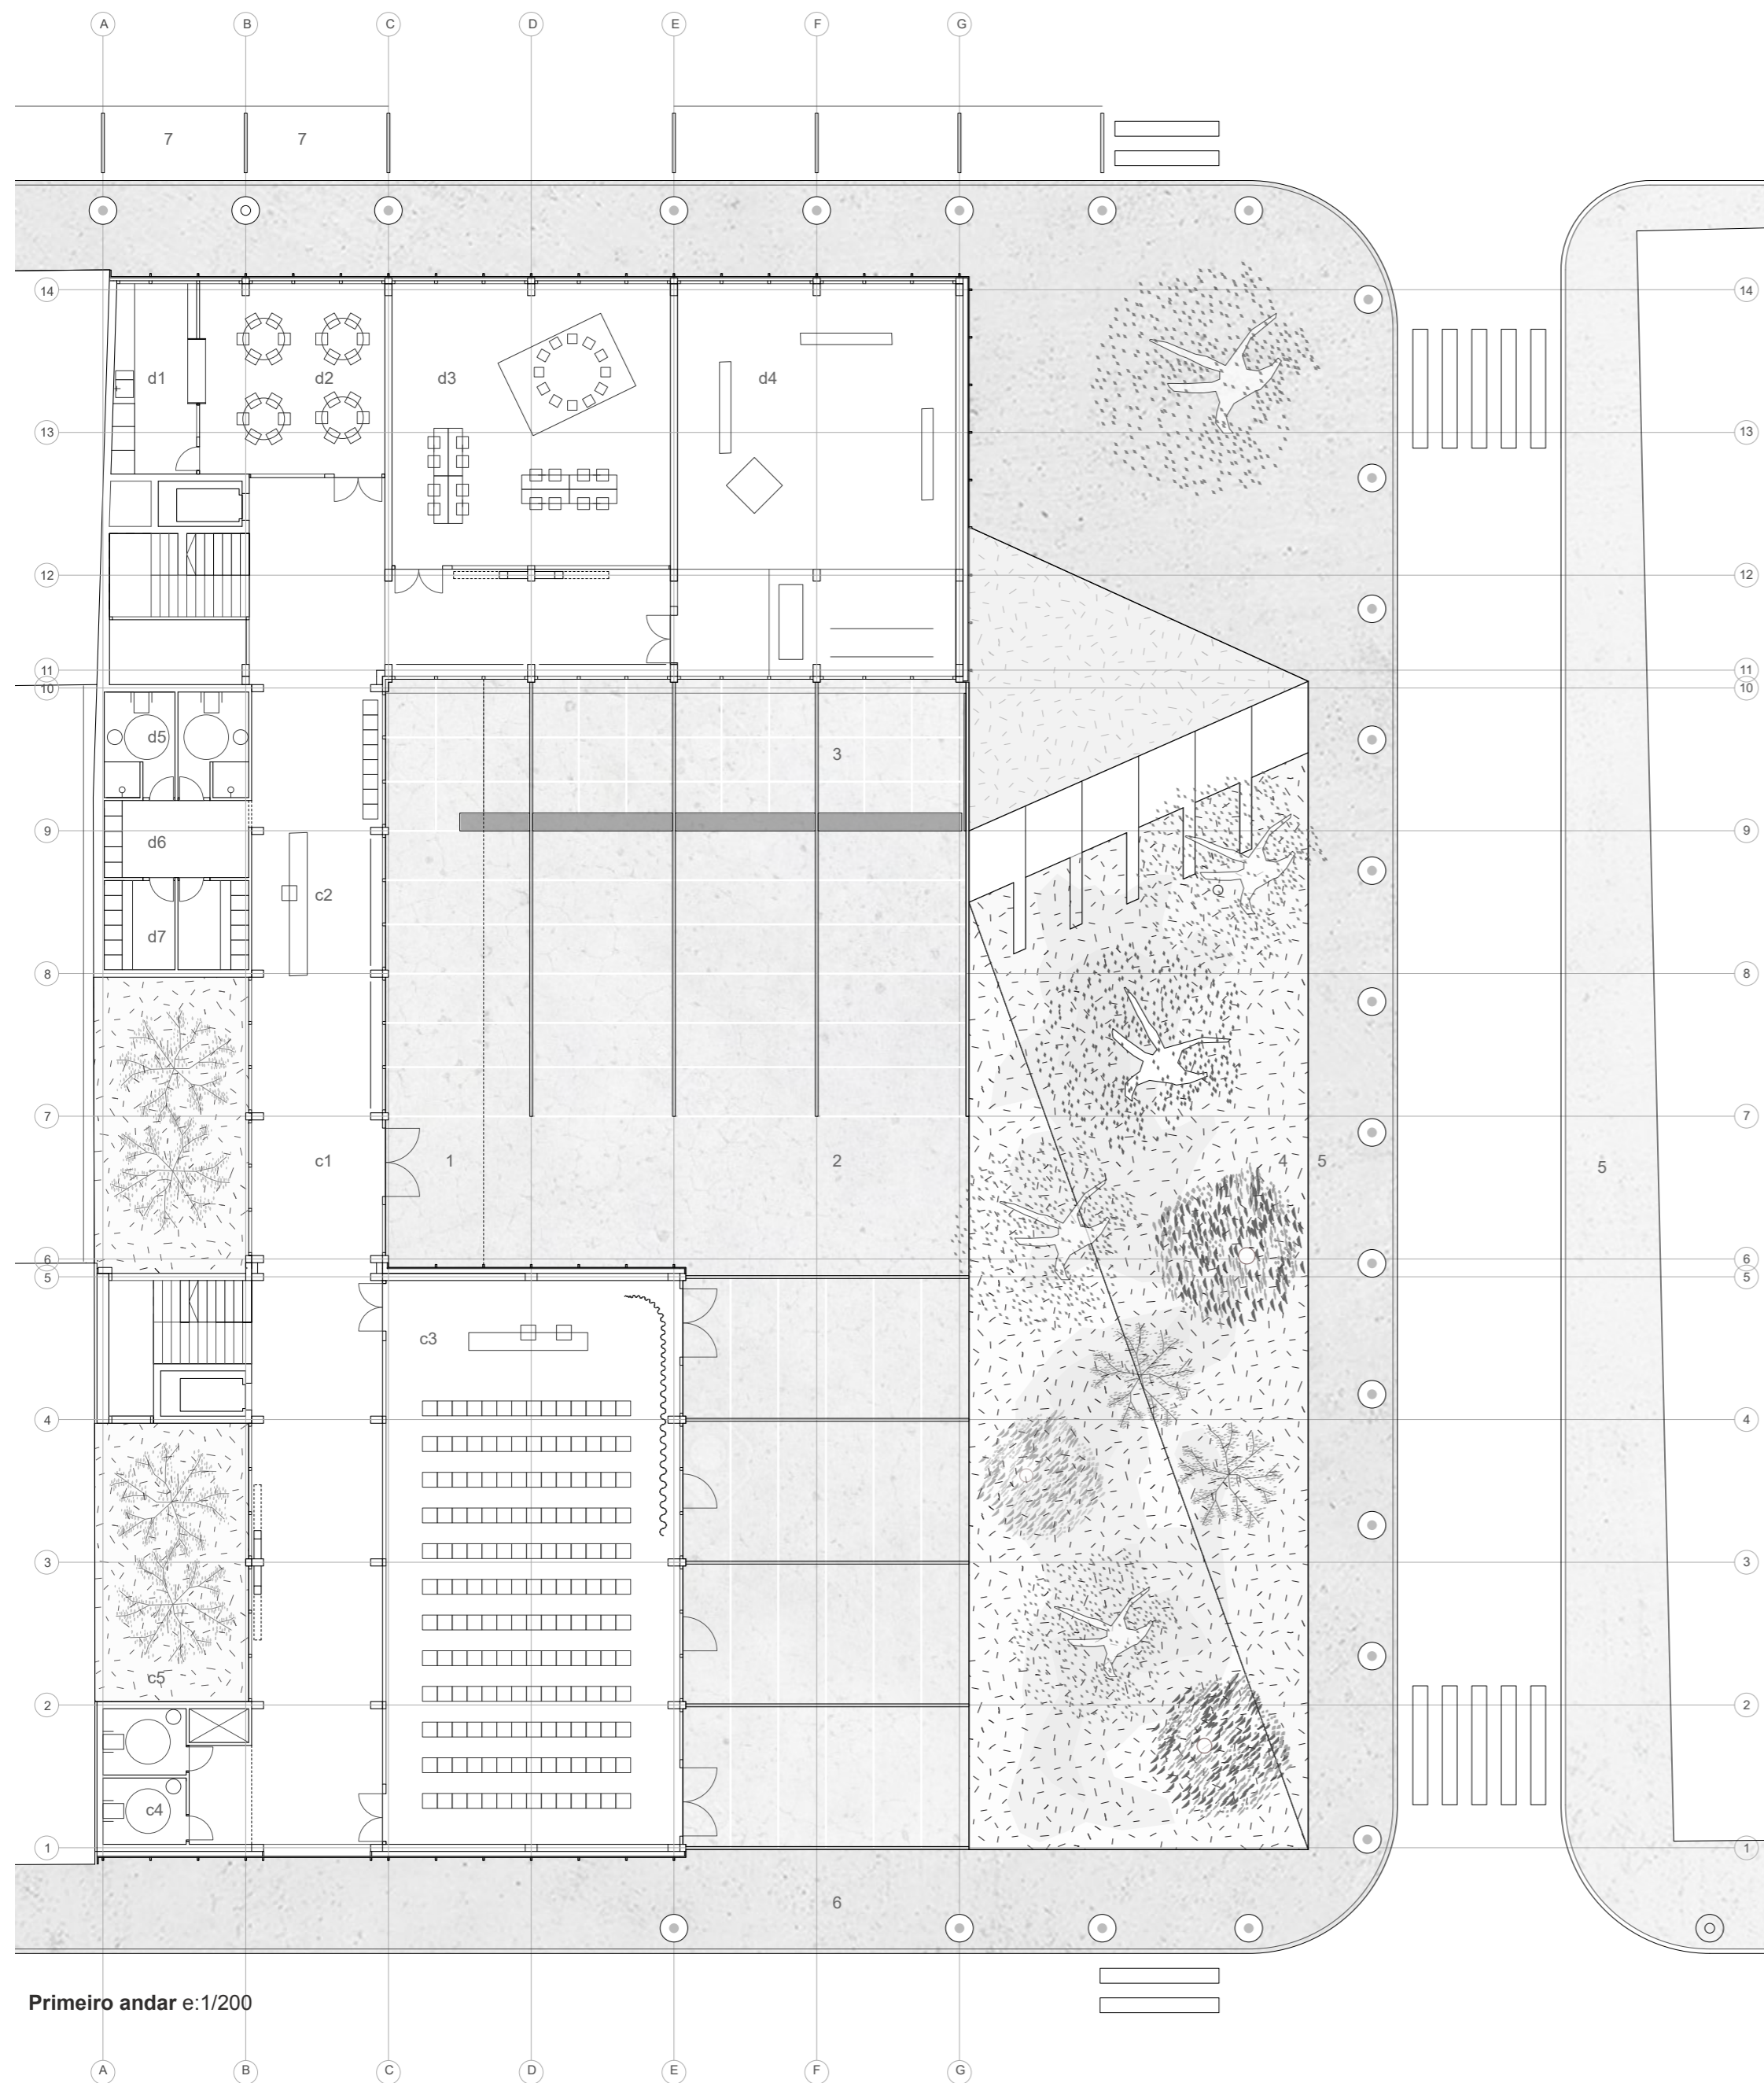 A B C D E F G
7 7
14 14
d1 d2 d3 d4
13 13
12 12
11 11
10 10
d5 3
9 9
d6
c2
d7
8 8
7 7
c1 1 2 4 5 5
6 6
5 5
c3
4 4
3 3
c5
2 2
c4
1 1
6
Primeiro andar e:1/200
A B C D E F G